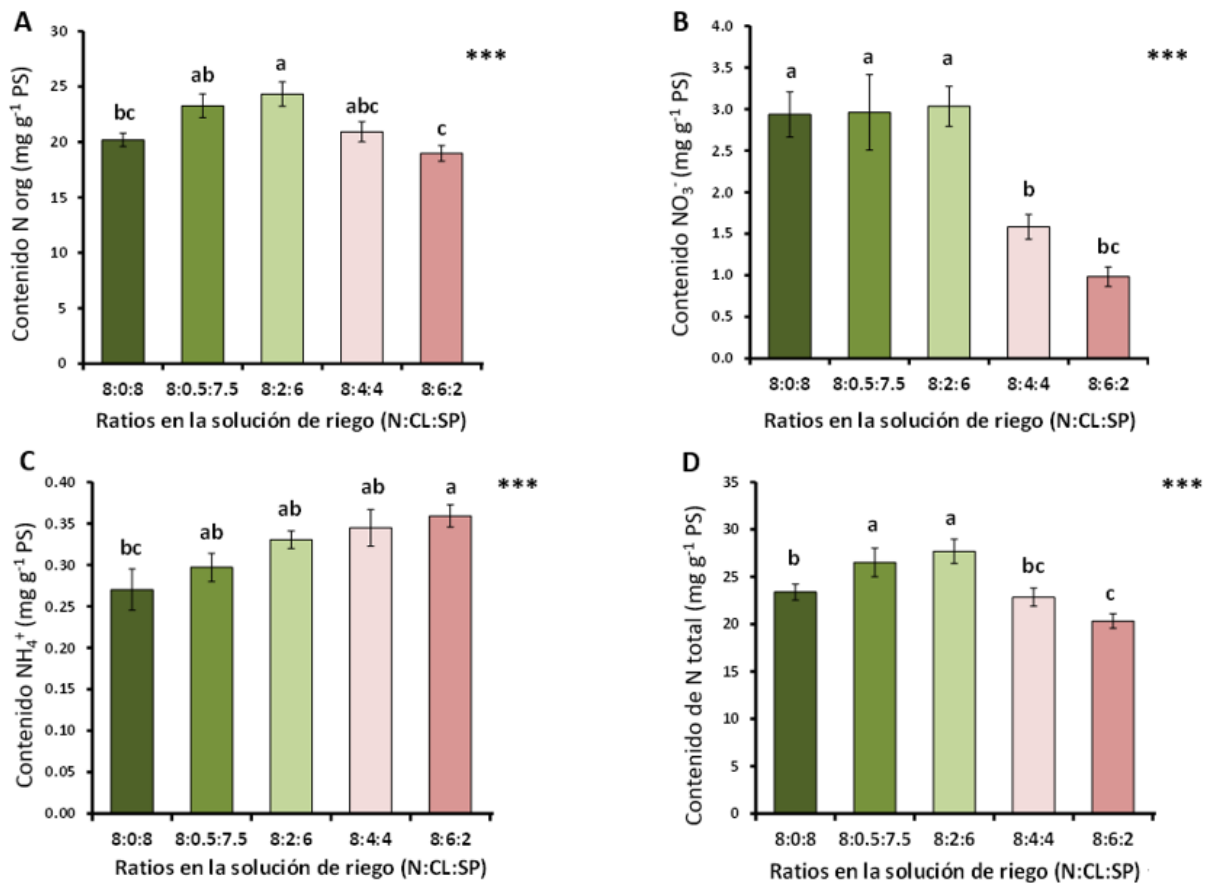 A
Contenido N org (mg g⁻¹ PS)
30
25
20
15
10
5
0
bc
ab
a
abc
c
***
8:0:8 8:0.5:7.5 8:2:6 8:4:4 8:6:2
Ratios en la solución de riego (N:CL:SP)
B
Contenido NO₃⁻ (mg g⁻¹ PS)
4.0
3.5
3.0
2.5
2.0
1.5
1.0
0.5
0.0
a
a
a
b
bc
***
8:0:8 8:0.5:7.5 8:2:6 8:4:4 8:6:2
Ratios en la solución de riego (N:CL:SP)
C
Contenido NH₄⁺ (mg g⁻¹ PS)
0.40
0.35
0.30
0.25
0.20
0.15
0.10
0.05
0.00
bc
ab
ab
ab
a
***
8:0:8 8:0.5:7.5 8:2:6 8:4:4 8:6:2
Ratios en la solución de riego (N:CL:SP)
D
Contenido de N total (mg g⁻¹ PS)
35
30
25
20
15
10
5
0
b
a
a
bc
c
***
8:0:8 8:0.5:7.5 8:2:6 8:4:4 8:6:2
Ratios en la solución de riego (N:CL:SP)